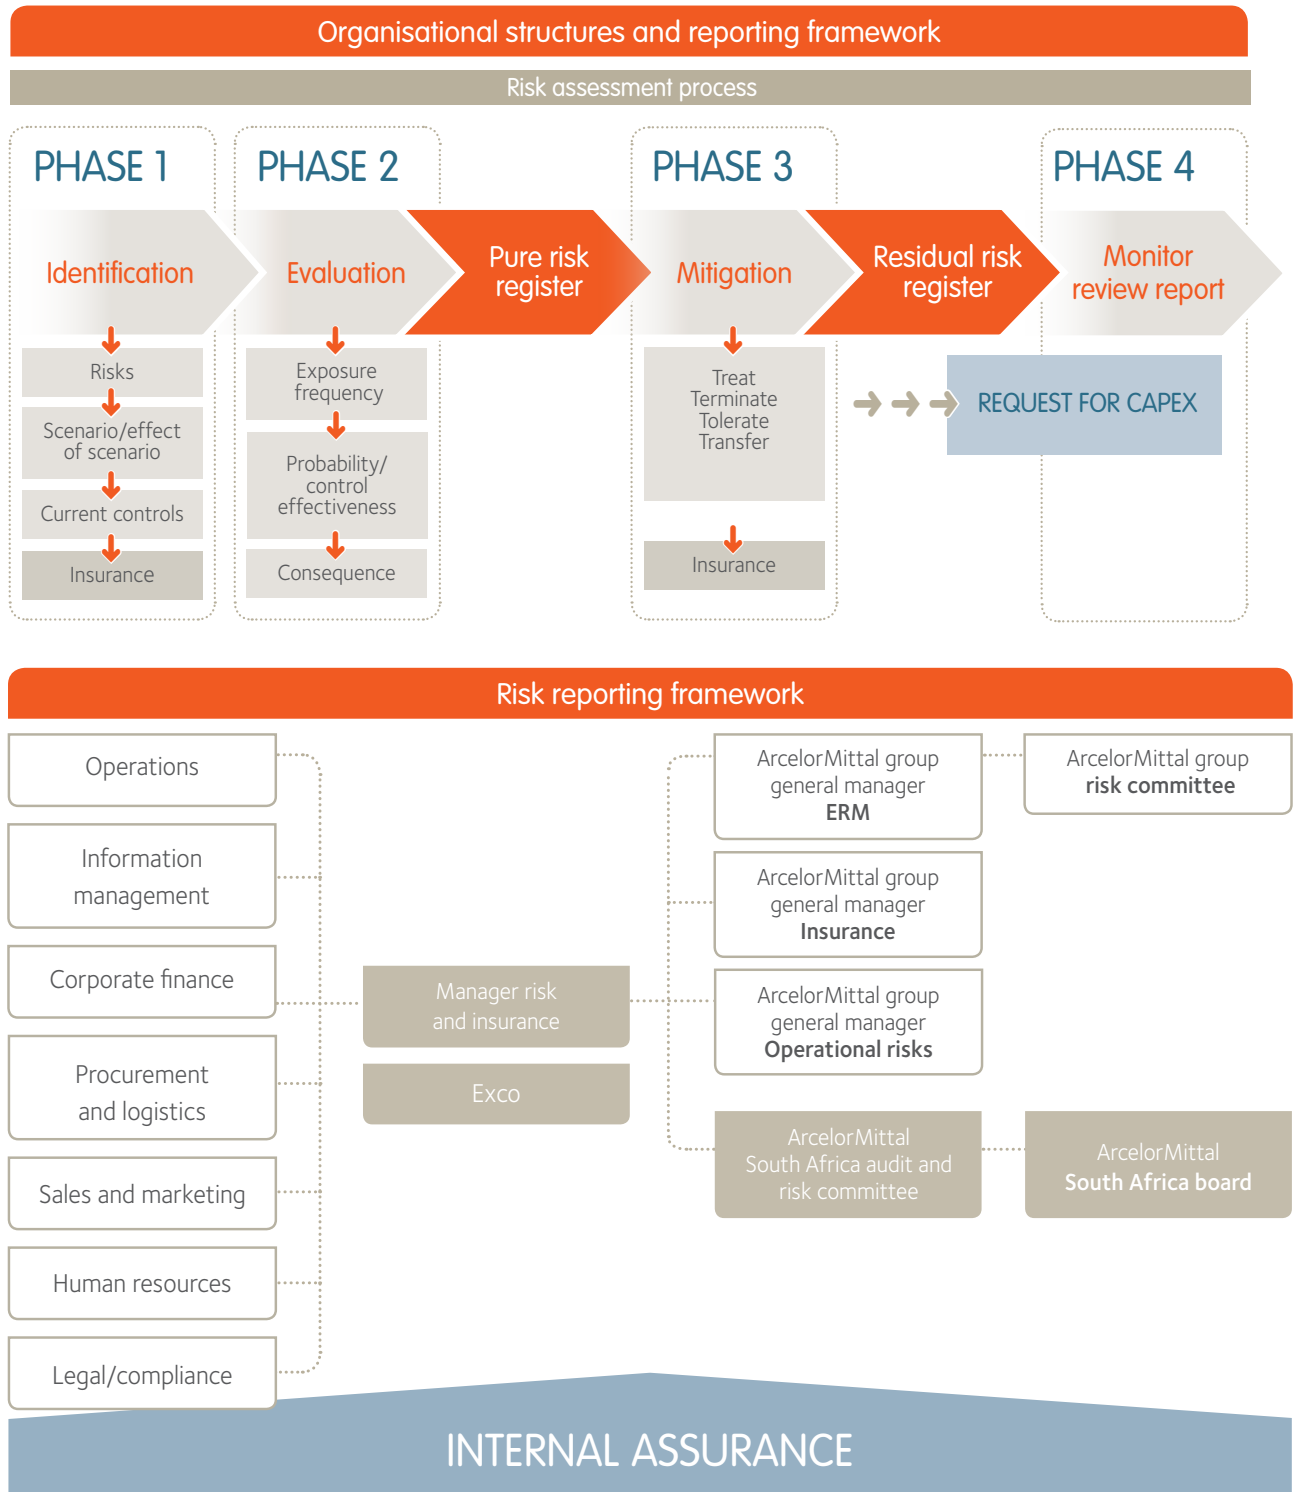 Organisational structures and reporting framework
Risk assessment process
PHASE 1
PHASE 2
PHASE 3
PHASE 4
Identification
Evaluation
Pure risk
register
Mitigation
Residual risk
register
Monitor
review report
Risks
Scenario/effect
of scenario
Current controls
Insurance
Exposure
frequency
Probability/
control
effectiveness
Consequence
Treat
Terminate
Tolerate
Transfer
Insurance
REQUEST FOR CAPEX
Risk reporting framework
Operations
Information
management
Corporate finance
Procurement
and logistics
Sales and marketing
Human resources
Legal/compliance
Manager risk
and insurance
Exco
ArcelorMittal group
general manager
ERM
ArcelorMittal group
general manager
Insurance
ArcelorMittal group
general manager
Operational risks
ArcelorMittal
South Africa audit and
risk committee
ArcelorMittal group
risk committee
ArcelorMittal
South Africa board
INTERNAL ASSURANCE